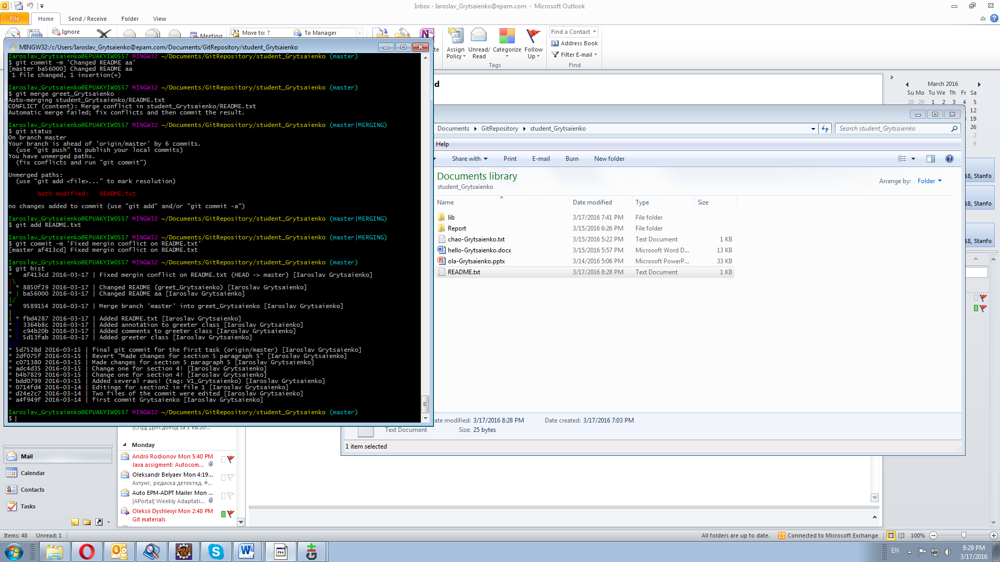 Inbox - Iaroslav_Grytsaienko@epam.com - Microsoft Outlook
File Home Send / Receive Folder View
Ignore
Meeting
Move to: ?
To Manager
Assign Policy
Unread/ Read
Categorize
Follow Up
Tags
Find a Contact
Address Book
Filter E-mail
Find
MINGW32:/c/Users/Iaroslav_Grytsaienko@epam.com/Documents/GitRepository/student_Grytsaienko
Iaroslav_Grytsaienko@EPUAKYIW0557 MINGW32 ~/Documents/GitRepository/student_Grytsaienko (master)
$ git commit -m 'Changed README aa'
[master ba56000] Changed README aa
1 file changed, 1 insertion(+)
Iaroslav_Grytsaienko@EPUAKYIW0557 MINGW32 ~/Documents/GitRepository/student_Grytsaienko (master)
$ git merge greet_Grytsaienko
Auto-merging student_Grytsaienko/README.txt
CONFLICT (content): Merge conflict in student_Grytsaienko/README.txt
Automatic merge failed; fix conflicts and then commit the result.
Iaroslav_Grytsaienko@EPUAKYIW0557 MINGW32 ~/Documents/GitRepository/student_Grytsaienko (master|MERGING)
$ git status
On branch master
Your branch is ahead of 'origin/master' by 6 commits.
(use "git push" to publish your local commits)
You have unmerged paths.
(fix conflicts and run "git commit")
Unmerged paths:
(use "git add <file>..." to mark resolution)
both modified: README.txt
no changes added to commit (use "git add" and/or "git commit -a")
Iaroslav_Grytsaienko@EPUAKYIW0557 MINGW32 ~/Documents/GitRepository/student_Grytsaienko (master|MERGING)
$ git add README.txt
Iaroslav_Grytsaienko@EPUAKYIW0557 MINGW32 ~/Documents/GitRepository/student_Grytsaienko (master|MERGING)
$ git commit -m 'Fixed mergin conflict on README.txt'
[master af413cd] Fixed mergin conflict on README.txt
Iaroslav_Grytsaienko@EPUAKYIW0557 MINGW32 ~/Documents/GitRepository/student_Grytsaienko (master)
$ git hist
* af413cd 2016-03-17 | Fixed mergin conflict on README.txt (HEAD -> master) [Iaroslav Grytsaienko]
|\
| * 8850f29 2016-03-17 | Changed README (greet_Grytsaienko) [Iaroslav Grytsaienko]
* | ba56000 2016-03-17 | Changed README aa [Iaroslav Grytsaienko]
|/
* 9589154 2016-03-17 | Merge branch 'master' into greet_Grytsaienko [Iaroslav Grytsaienko]
|\
| * fbd4287 2016-03-17 | Added README.txt [Iaroslav Grytsaienko]
* | 3364b8c 2016-03-17 | Added annotation to greeter class [Iaroslav Grytsaienko]
* | c94b20b 2016-03-17 | Added comments to greeter class [Iaroslav Grytsaienko]
* | 5d13fab 2016-03-17 | Added greeter class [Iaroslav Grytsaienko]
|/
* 5d7528d 2016-03-15 | final git commit for the first task (origin/master) [Iaroslav Grytsaienko]
* 2df075f 2016-03-15 | Revert "Made changes for section 5 paragraph 5" [Iaroslav Grytsaienko]
* c071380 2016-03-15 | Made changes for section 5 paragraph 5 [Iaroslav Grytsaienko]
* adc4d35 2016-03-15 | Change one for section 4! [Iaroslav Grytsaienko]
* b4b7829 2016-03-15 | Change one for section 4! [Iaroslav Grytsaienko]
* bdd0799 2016-03-15 | Added several raws! (tag: V1_Grytsaienko) [Iaroslav Grytsaienko]
* 0714fd4 2016-03-14 | Editings for section2 in file 1 [Iaroslav Grytsaienko]
* d24e2c7 2016-03-14 | Two files of the commit were edited [Iaroslav Grytsaienko]
* a4f949f 2016-03-14 | first commit Grytsaienko [Iaroslav Grytsaienko]
Iaroslav_Grytsaienko@EPUAKYIW0557 MINGW32 ~/Documents/GitRepository/student_Grytsaienko (master)
$
March 2016
Su Mo Tu We Th Fr Sa
28 29 1 2 3 4 5
12
19
26
2
9
18, Stanfo
18, Stanfo
18, Stanfo
Documents GitRepository student_Grytsaienko
Search student_Grytsaienko
Help
Share with Print E-mail Burn New folder
Documents library
student_Grytsaienko
Arrange by: Folder
Name Date modified Type Size
lib 3/17/2016 7:41 PM File folder
Report 3/15/2016 6:26 PM File folder
chao-Grytsaienko.txt 3/15/2016 5:22 PM Text Document 1 KB
hello-Grytsaienko.docx 3/15/2016 5:57 PM Microsoft Word D... 13 KB
ola-Grytsaienko.pptx 3/14/2016 5:06 PM Microsoft PowerP... 33 KB
README.txt 3/17/2016 8:28 PM Text Document 1 KB
modified: 3/17/2016 8:28 PM Date created: 3/17/2016 7:03 PM
Text Document Size: 25 bytes
1 item selected
[СПД] Доп.доход за 1 кв.20...
Monday
Andrii Rodionov Mon 5:40 PM
Java assigment: Autocom...
Oleksandr Belyaev Mon 4:19...
Ахтунг, редиска детектед. #...
Auto EPM-ADPT Mailer Mon ...
[APortal] Weekly Adaptati...
Oleksii Dyshlevyi Mon 2:48 PM
Git materials
Mail
Calendar
Contacts
Tasks
Items: 48 Unread: 1
All folders are up to date. Connected to Microsoft Exchange 100%
Java EE
IDE
EN
8:29 PM
3/17/2016